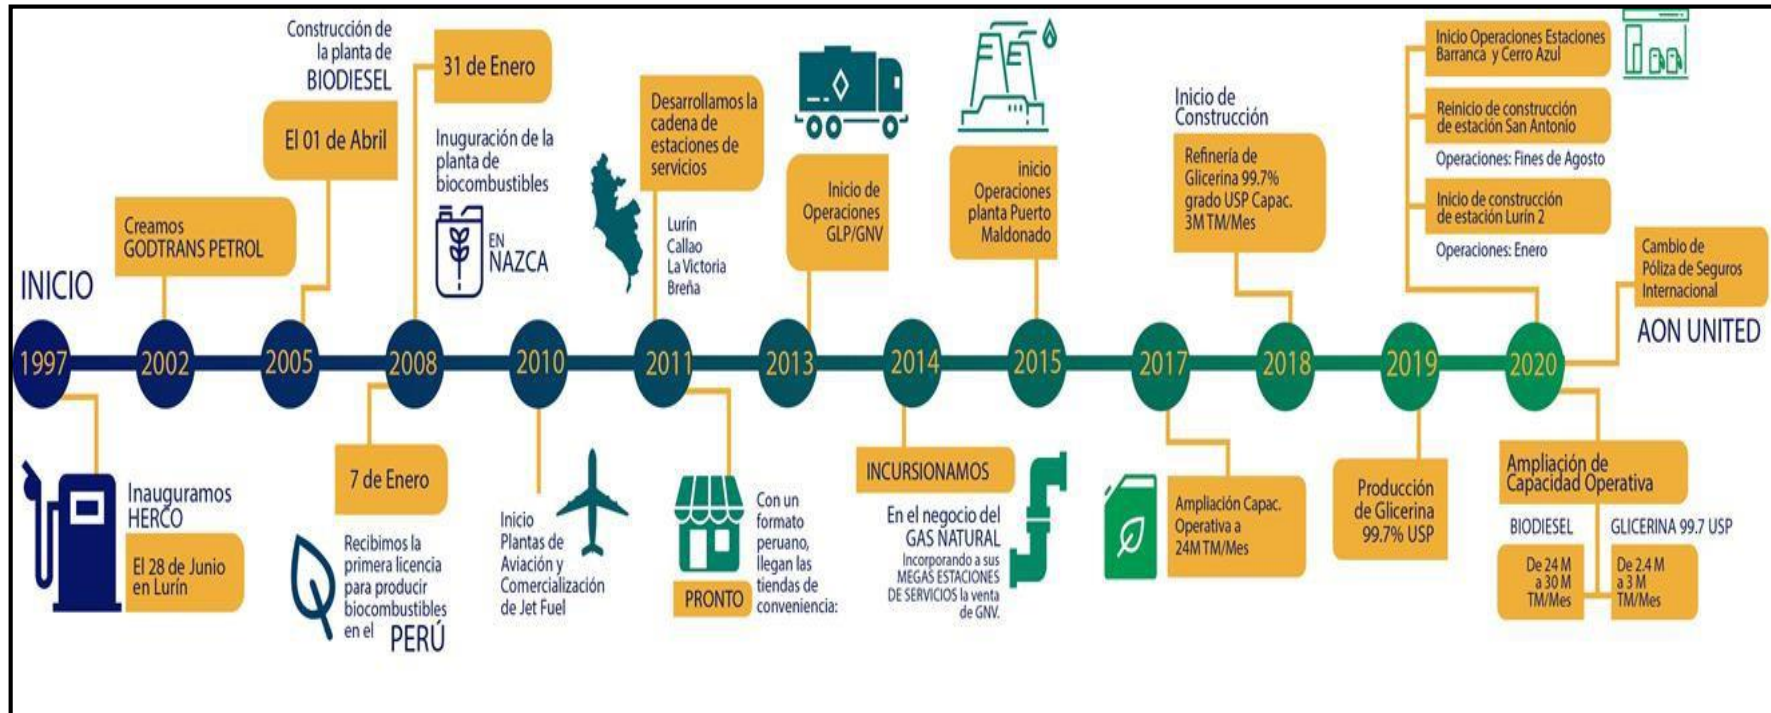 INICIO
1997
Inauguramos
HERCO
El 28 de Junio
en Lurín
Creamos
GODTRANS PETROL
2002
Construcción de
la planta de
BIODIESEL
El 01 de Abril
2005
31 de Enero
Inuguración de la
planta de
biocombustibles
EN
NAZCA
2008
7 de Enero
Recibimos la
primera licencia
para producir
biocombustibles
en el
PERÚ
2010
Inicio
Plantas de
Aviación y
Comercialización
de Jet Fuel
Desarrollamos la
cadena de
estaciones de
servicios
Lurín
Callao
La Victoria
Breña
2011
PRONTO
Con un
formato
peruano,
llegan las
tiendas de
conveniencia:
Inicio de
Operaciones
GLP/GNV
2013
2014
INCURSIONAMOS
En el negocio del
GAS NATURAL
Incorporando a sus
MEGAS ESTACIONES
DE SERVICIOS la venta
de GNV.
inicio
Operaciones
planta Puerto
Maldonado
2015
2017
Ampliación Capac.
Operativa a
24M TM/Mes
Inicio de
Construcción
Refinería de
Glicerina 99.7%
grado USP Capac.
3M TM/Mes
2018
2019
Producción
de Glicerina
99.7% USP
Inicio Operaciones Estaciones
Barranca y Cerro Azul
Reinicio de construcción
de estación San Antonio
Operaciones: Fines de Agosto
Inicio de construcción
de estación Lurín 2
Operaciones: Enero
2020
Cambio de
Póliza de Seguros
Internacional
AON UNITED
Ampliación de
Capacidad Operativa
BIODIESEL
De 24 M
a 30 M
TM/Mes
GLICERINA 99.7 USP
De 2.4 M
a 3 M
TM/Mes